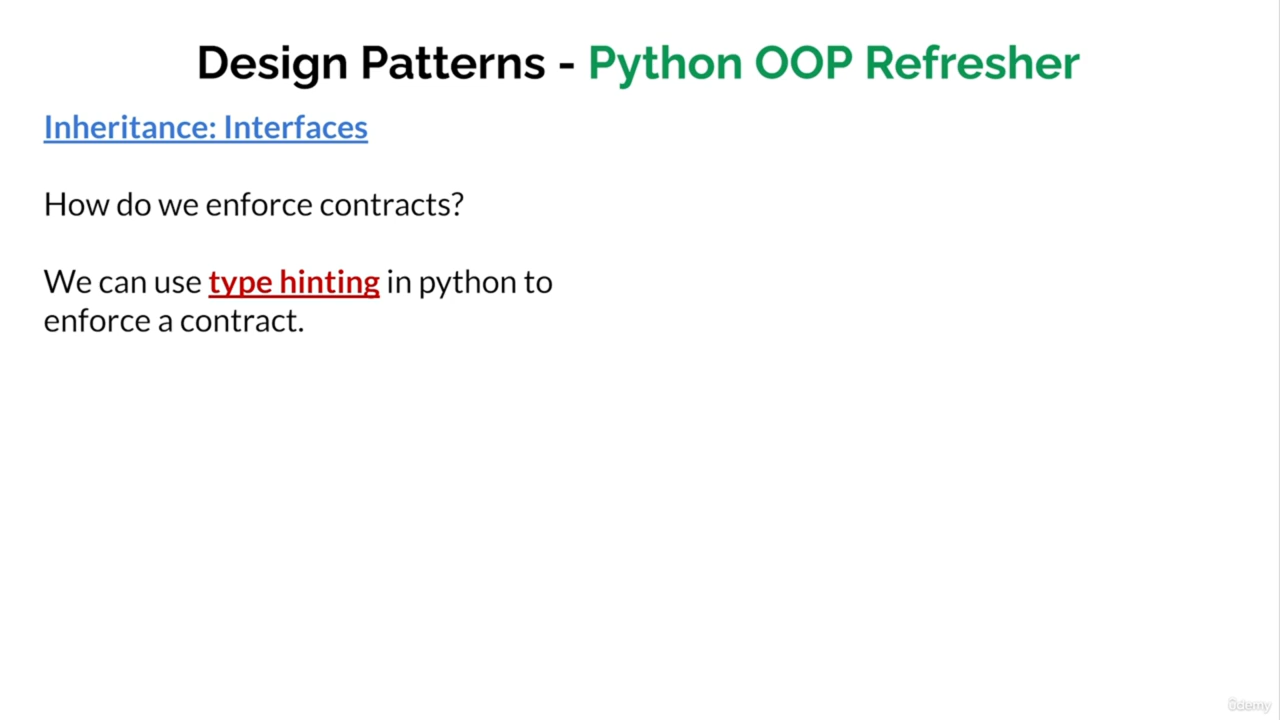 Design Patterns - Python OOP Refresher
Inheritance: Interfaces
How do we enforce contracts?
We can use type hinting in python to
enforce a contract.
ûdemy